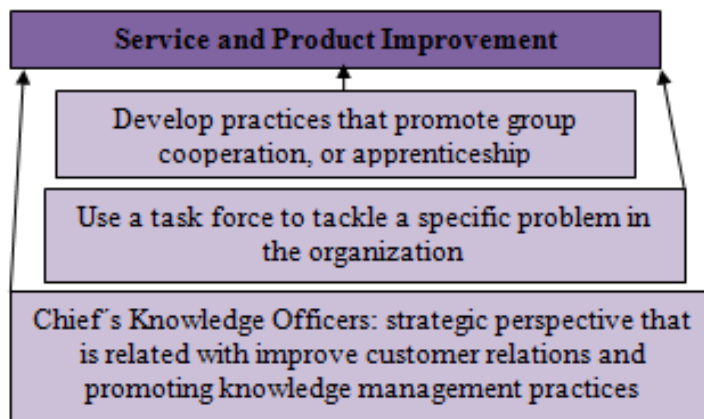 Service and Product Improvement
Develop practices that promote group
cooperation, or apprenticeship
Use a task force to tackle a specific problem in
the organization
Chief´s Knowledge Officers: strategic perspective that
is related with improve customer relations and
promoting knowledge management practices